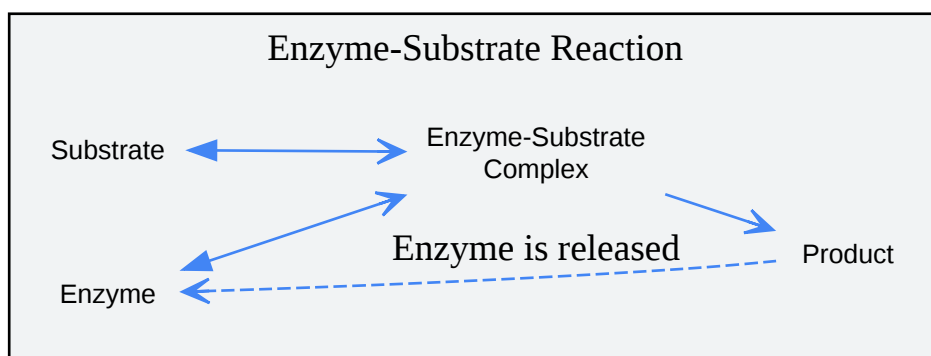 Enzyme-Substrate Reaction
Substrate
Enzyme-Substrate
Complex
Enzyme is released
Product
Enzyme